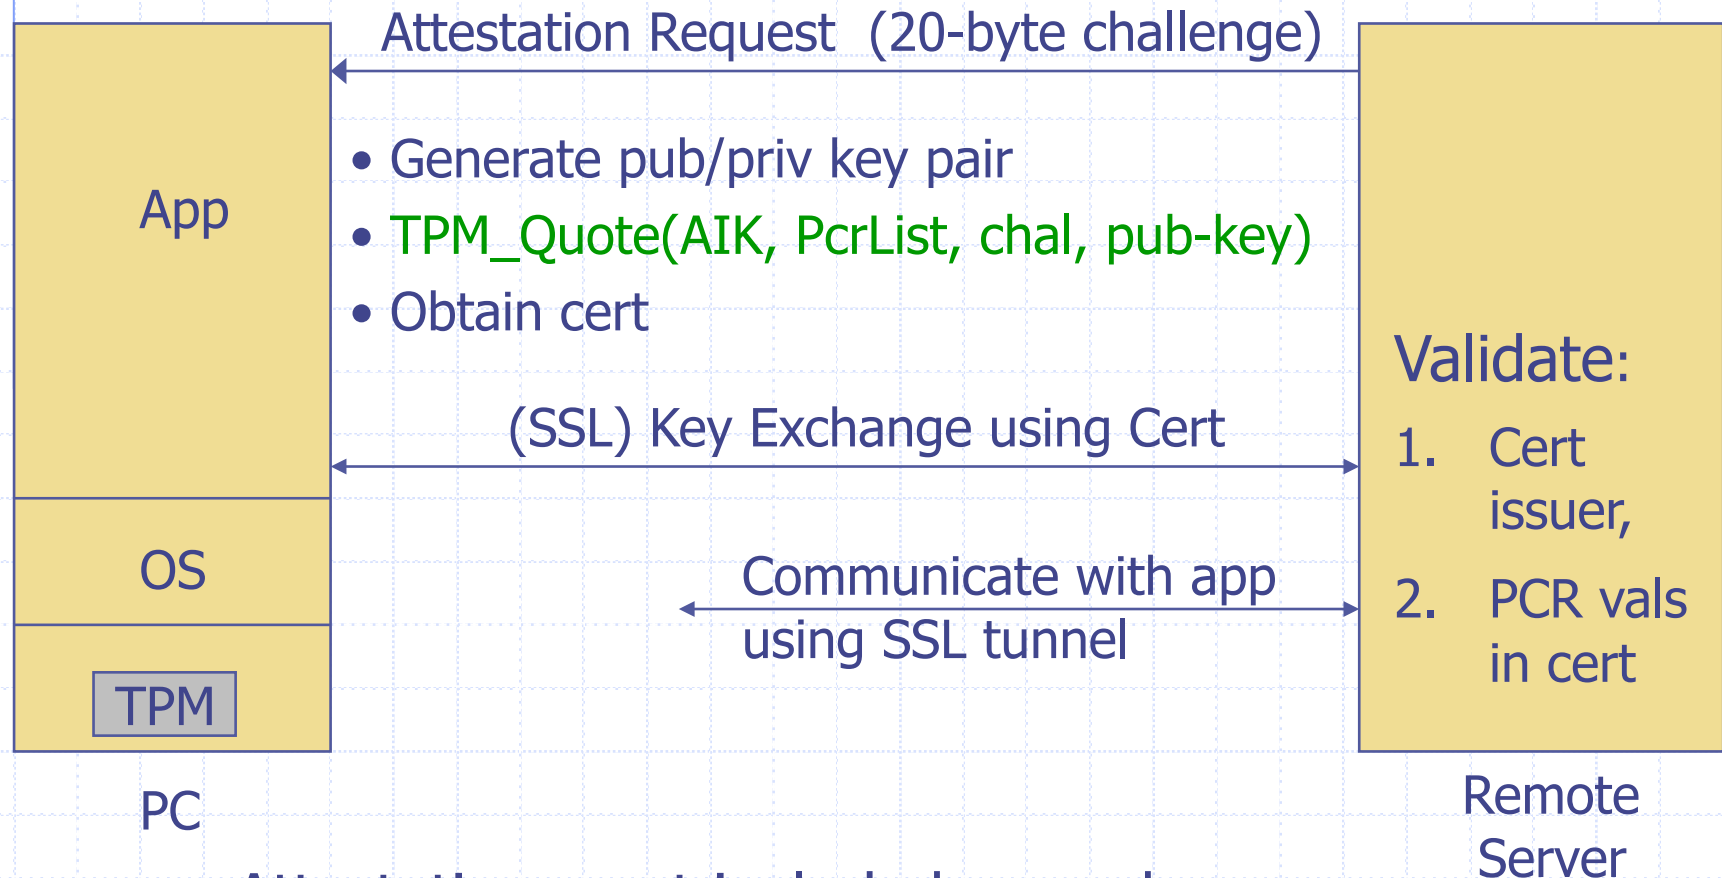 Attestation Request (20-byte challenge)
• Generate pub/priv key pair
App
• TPM_Quote(AIK, PcrList, chal, pub-key)
• Obtain cert
Validate:
(SSL) Key Exchange using Cert
1. Cert
issuer,
OS
Communicate with app
using SSL tunnel
2. PCR vals
in cert
TPM
PC
Remote
Server